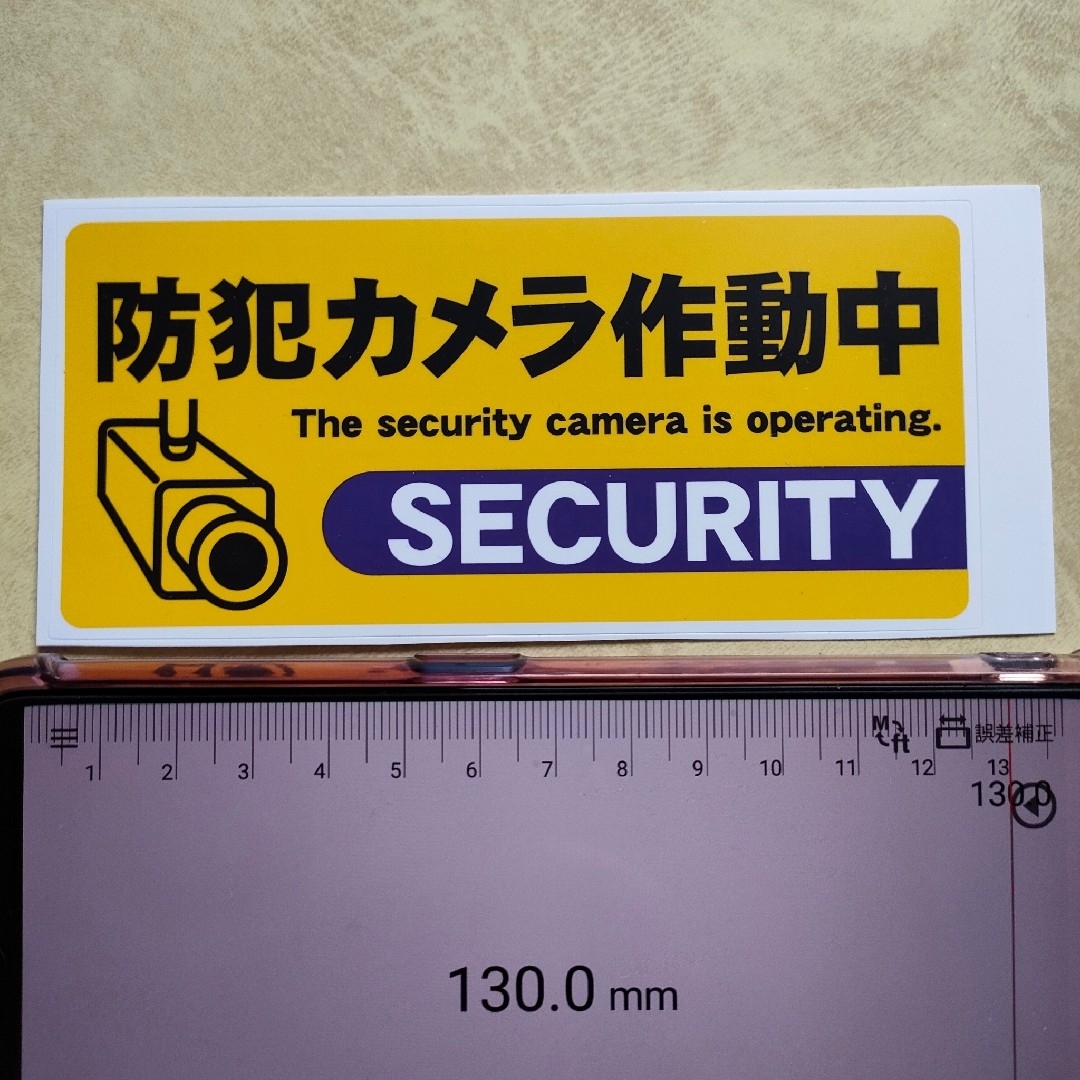 防犯カメラ作動中
The security camera is operating.
SECURITY
M ft 誤差補正
1 2 3 4 5 6 7 8 9 10 11 12 13
130.0
130.0 mm